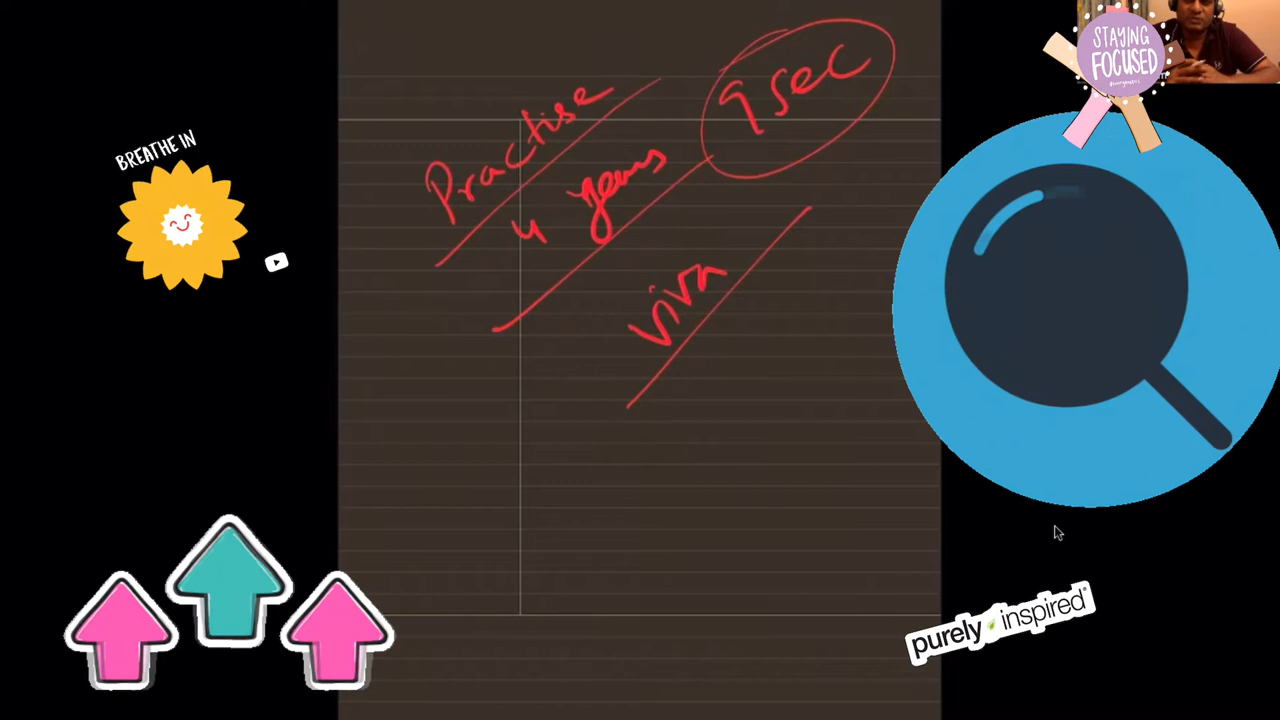 STAYING
FOCUSED
BREATHE IN
Practise
4 years
9 sec
viva
purely inspired®